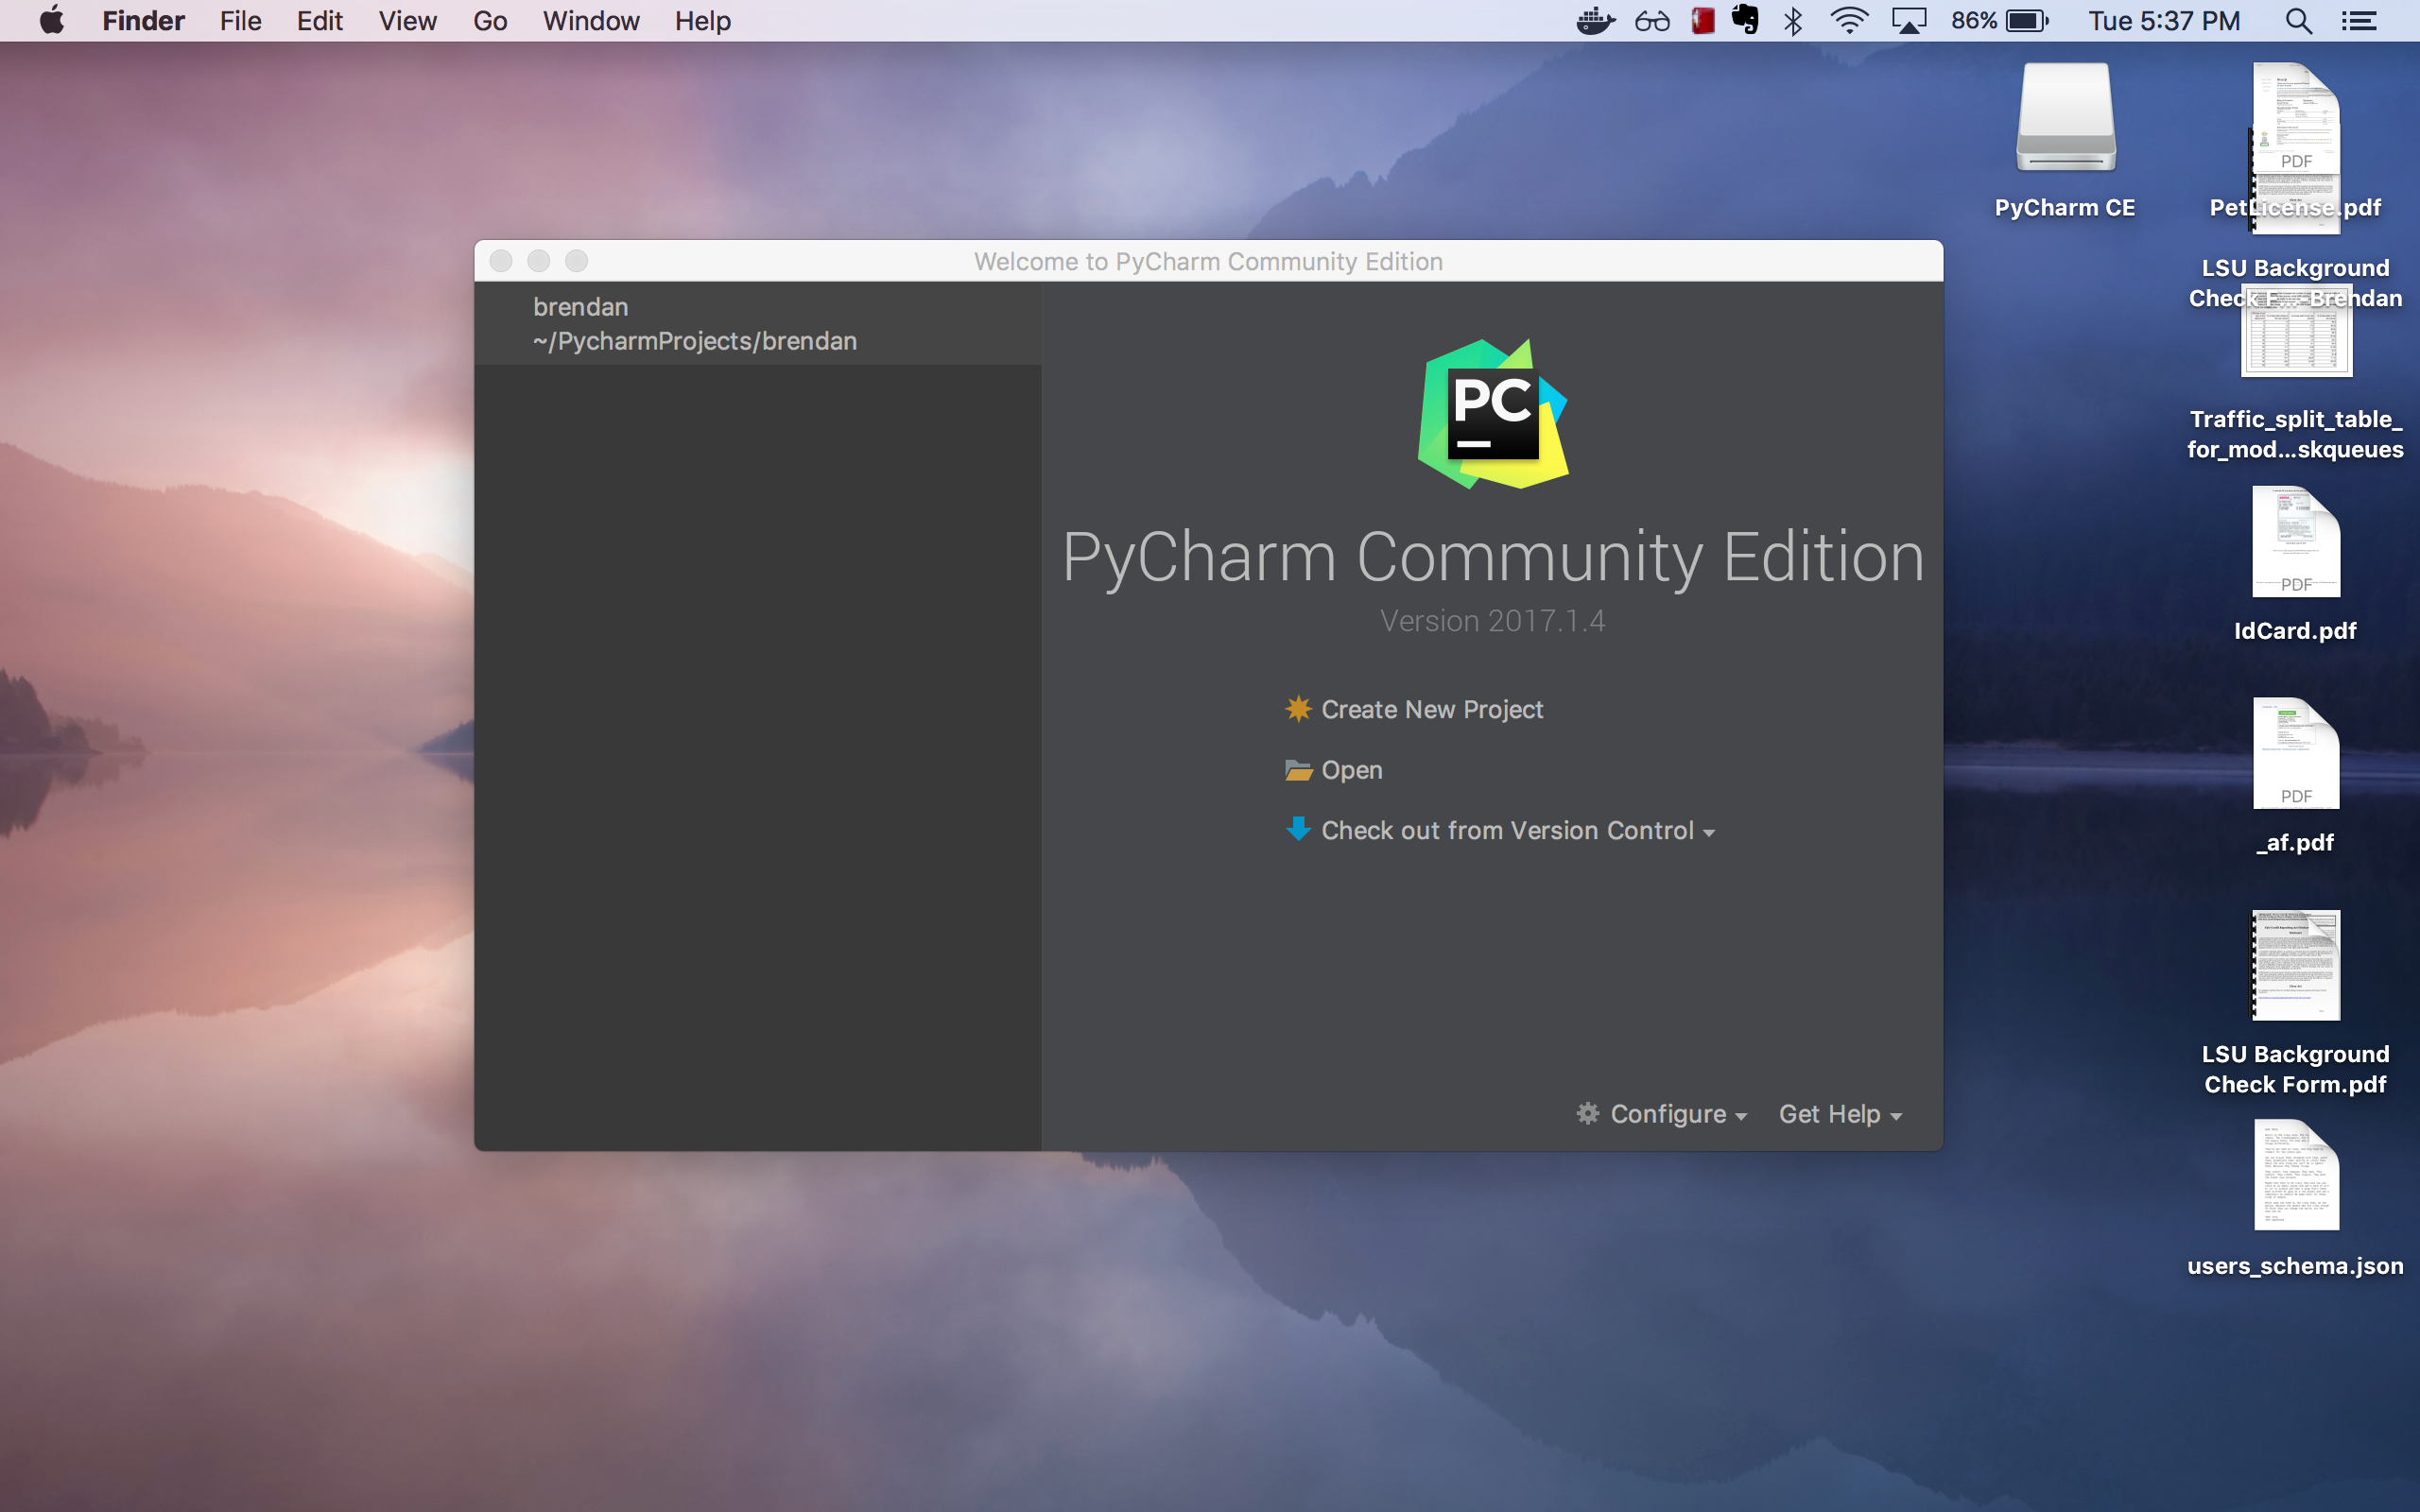 Finder File Edit View Go Window Help 86% Tue 5:37 PM
PyCharm CE
PDF
PetLicense.pdf
LSU Background
Check F...-Brendan
Traffic_split_table_
for_mod...skqueues
PDF
IdCard.pdf
PDF
_af.pdf
LSU Background
Check Form.pdf
users_schema.json
Welcome to PyCharm Community Edition
brendan
~/PycharmProjects/brendan
PC
PyCharm Community Edition
Version 2017.1.4
Create New Project
Open
Check out from Version Control
Configure Get Help